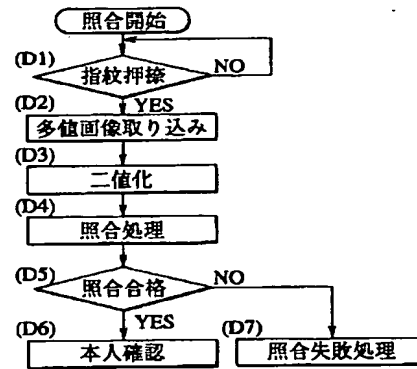 照合開始
(D1)
指紋押捺
NO
(D2)
YES
多値画像取り込み
(D3)
二値化
(D4)
照合処理
(D5)
照合合格
NO
(D6)
YES
(D7)
本人確認
照合失敗処理